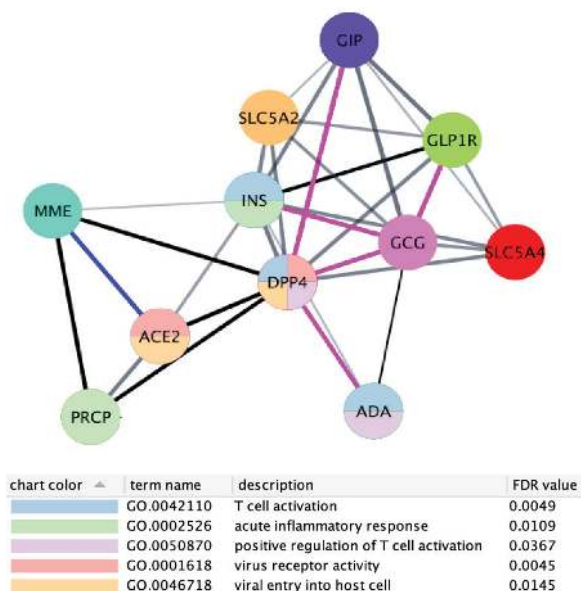 GIP
SLC5A2
GLP1R
INS
MME
GCG
SLC5A4
DPP4
ACE2
PRCP
ADA
chart color term name description FDR value
GO.0042110 T cell activation 0.0049
GO.0002526 acute inflammatory response 0.0109
GO.0050870 positive regulation of T cell activation 0.0367
GO.0001618 virus receptor activity 0.0045
GO.0046718 viral entry into host cell 0.0145